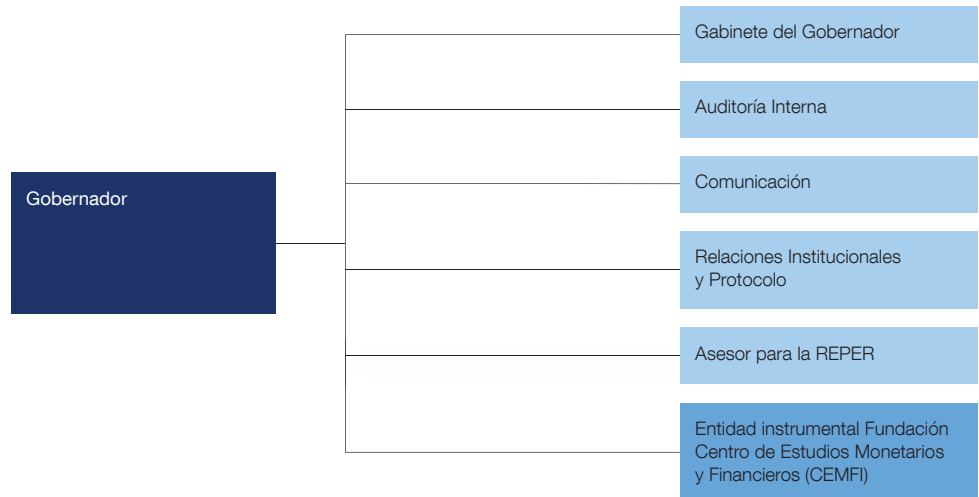 Gobernador
Gabinete del Gobernador
Auditoría Interna
Comunicación
Relaciones Institucionales
y Protocolo
Asesor para la REPER
Entidad instrumental Fundación
Centro de Estudios Monetarios
y Financieros (CEMFI)